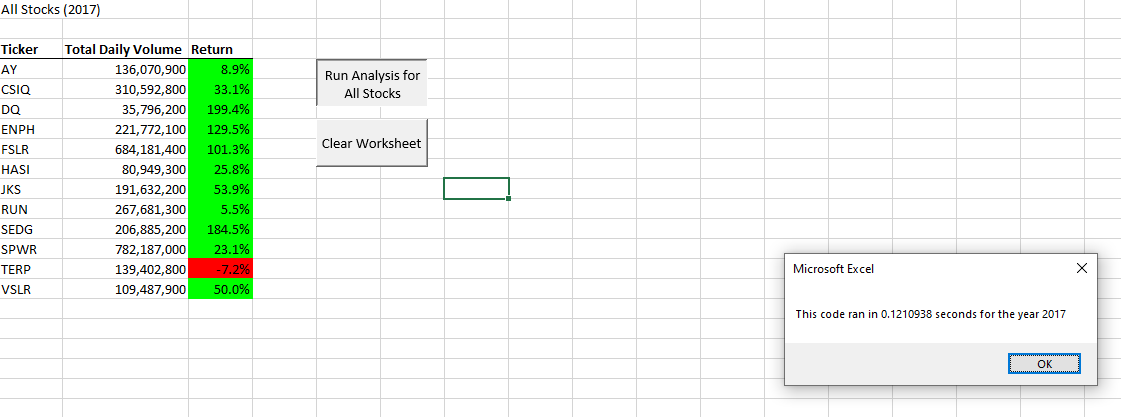 All Stocks (2017)
Ticker Total Daily Volume Return
AY 136,070,900 8.9%
CSIQ 310,592,800 33.1%
DQ 35,796,200 199.4%
ENPH 221,772,100 129.5%
FSLR 684,181,400 101.3%
HASI 80,949,300 25.8%
JKS 191,632,200 53.9%
RUN 267,681,300 5.5%
SEDG 206,885,200 184.5%
SPWR 782,187,000 23.1%
TERP 139,402,800 -7.2%
VSLR 109,487,900 50.0%
Run Analysis for
All Stocks
Clear Worksheet
Microsoft Excel
This code ran in 0.1210938 seconds for the year 2017
OK